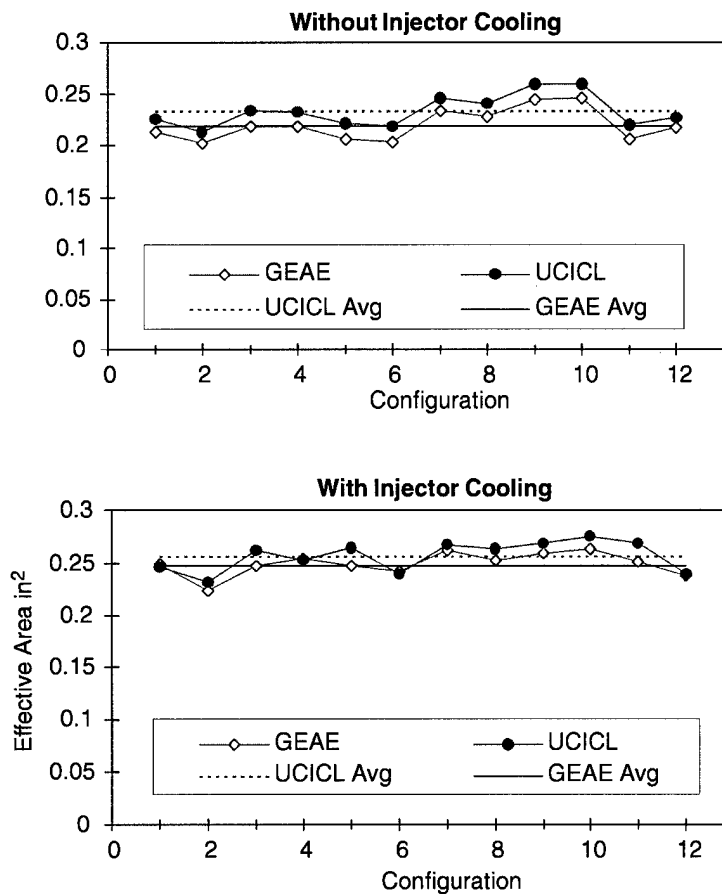 Without Injector Cooling
0.3
0.25
0.2
0.15
0.1
0.05
0
GEAE UCICL
UCICL Avg GEAE Avg
0 2 4 6 8 10 12
Configuration
With Injector Cooling
Effective Area in²
0.3
0.25
0.2
0.15
0.1
0.05
0
GEAE UCICL
UCICL Avg GEAE Avg
0 2 4 6 8 10 12
Configuration